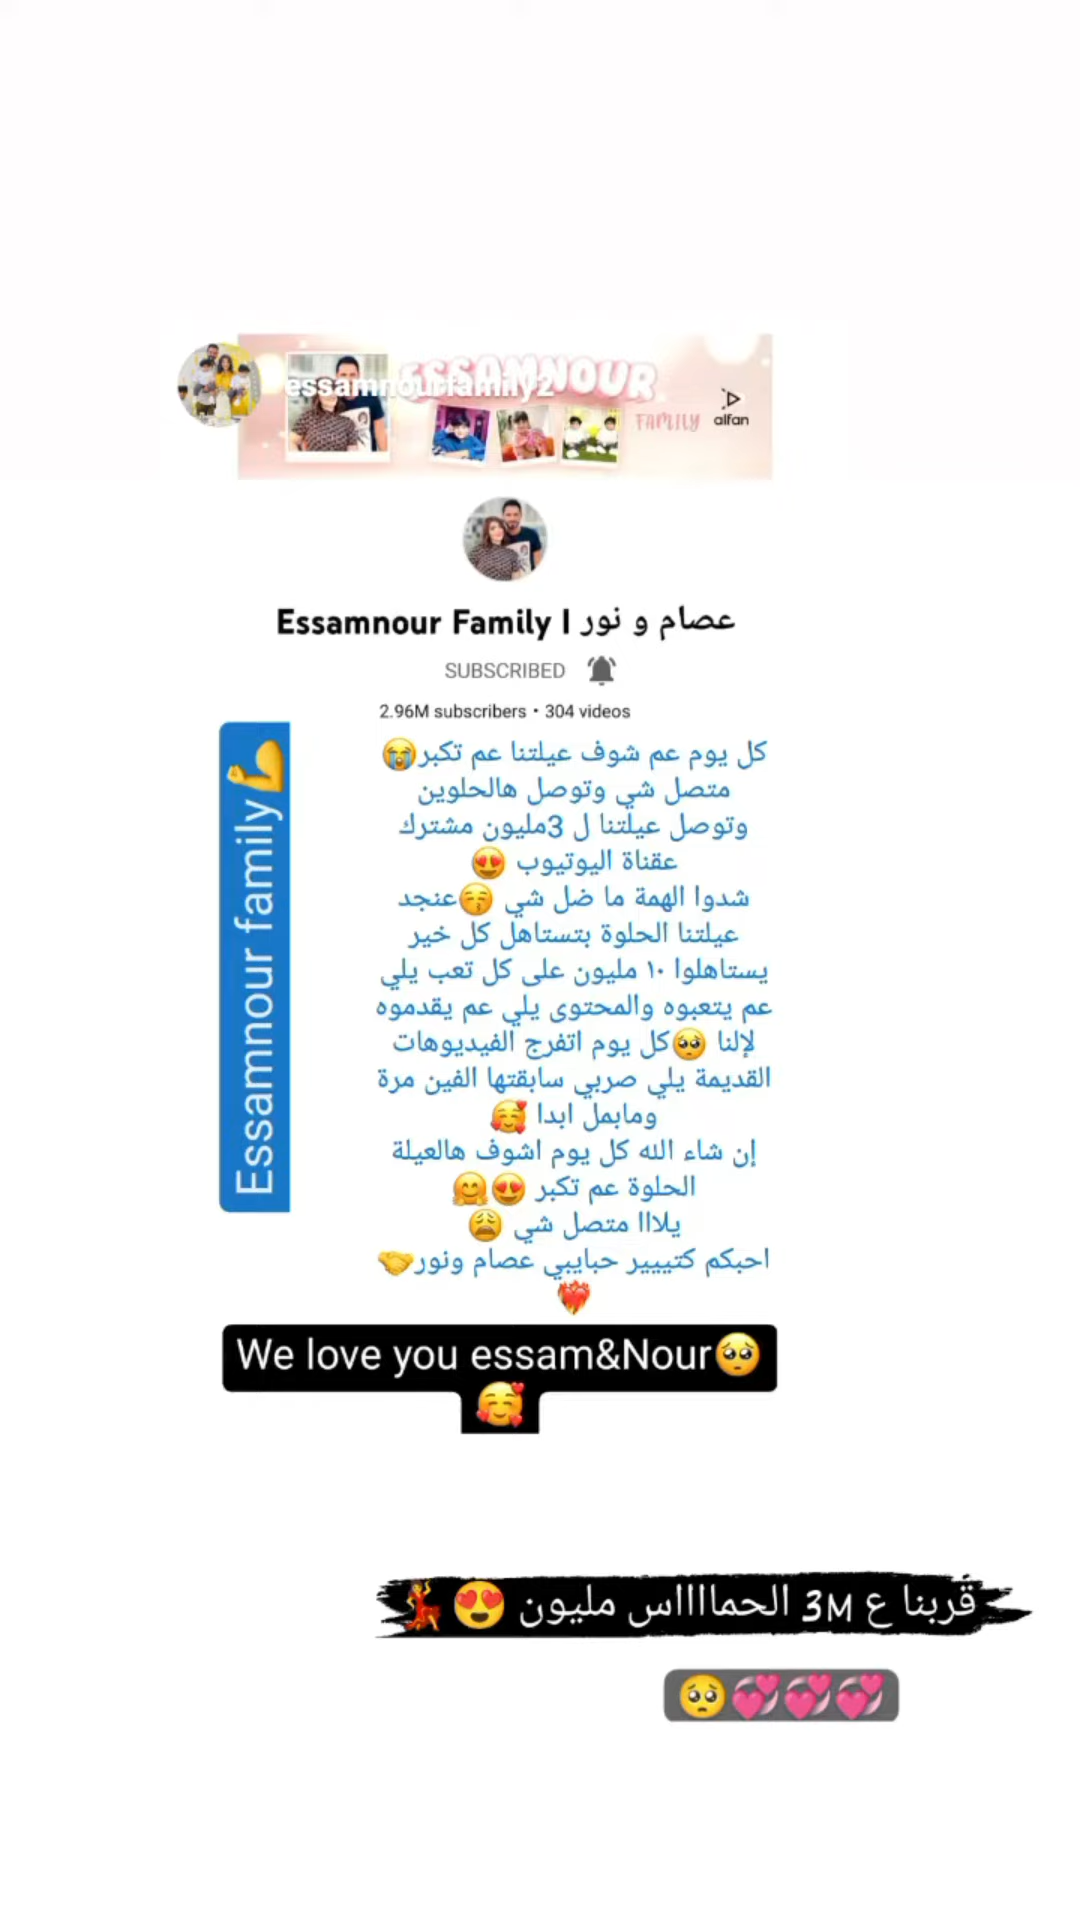 ESSAMNOUR
essamnourfamily2
FAMILY
alfan
Essamnour Family I عصام و نور
SUBSCRIBED
2.96M subscribers • 304 videos
Essamnour family💪
كل يوم عم شوف عيلتنا عم تكبر😭
متصل شي وتوصل هالحلوين
وتوصل عيلتنا ل 3مليون مشترك
عقناة اليوتيوب 😍
شدوا الهمة ما ضل شي 😚عنجد
عيلتنا الحلوة بتستاهل كل خير
يستاهلوا ١٠ مليون على كل تعب يلي
عم يتعبوه والمحتوى يلي عم يقدموه
لإلنا 🥺كل يوم اتفرج الفيديوهات
القديمة يلي صربي سابقتها الفين مرة
ومابمل ابدا 🥰
إن شاء الله كل يوم اشوف هالعيلة
الحلوة عم تكبر 😍🤗
يلااا متصل شي 😩
احبكم كتيييير حبايبي عصام ونور🤝
❤️‍🔥
We love you essam&Nour🥺
🥰
قَربنا ع 3M الحماااااس مليون 😍💃
🥺💞💞💞